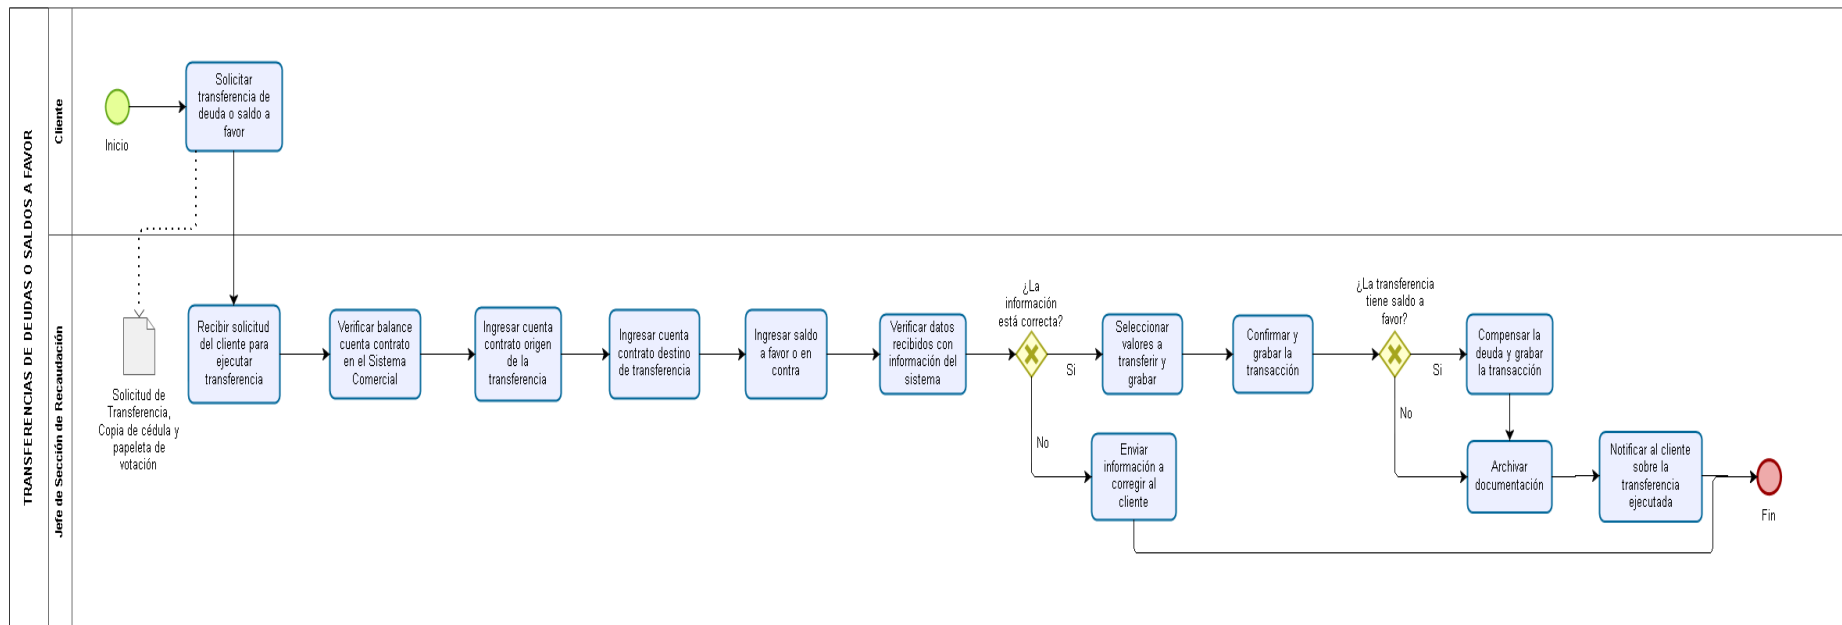 TRANSFERENCIAS DE DEUDAS O SALDOS A FAVOR
Cliente
Inicio
Solicitar
transferencia de
deuda o saldo a
favor
Jefe de Sección de Recaudación
Solicitud de
Transferencia,
Copia de cédula y
papeleta de
votación
Recibir solicitud
del cliente para
ejecutar
transferencia
Verificar balance
cuenta contrato
en el Sistema
Comercial
Ingresar cuenta
contrato origen
de la
transferencia
Ingresar cuenta
contrato destino
de transferencia
Ingresar saldo
a favor o en
contra
Verificar datos
recibidos con
información del
sistema
¿La
información
está correcta?
Si
No
Seleccionar
valores a
transferir y
grabar
Enviar
información a
corregir al
cliente
Confirmar y
grabar la
transacción
¿La transferencia
tiene saldo a
favor?
Si
No
Compensar la
deuda y grabar
la transacción
Archivar
documentación
Notificar al cliente
sobre la
transferencia
ejecutada
Fin